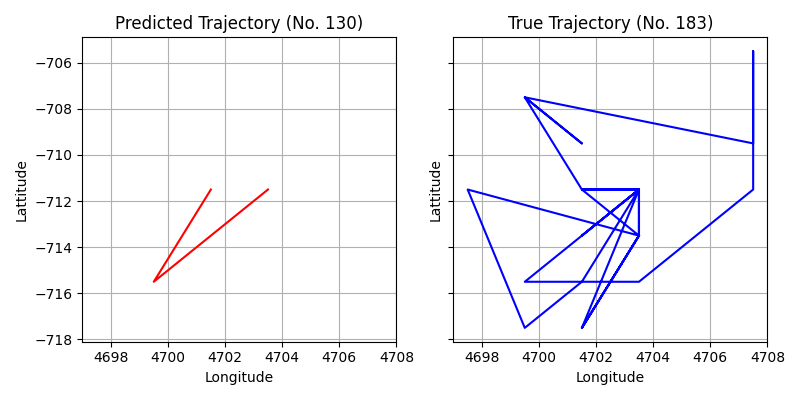 Predicted Trajectory (No. 130)
True Trajectory (No. 183)
Lattitude
−706
−708
−710
−712
−714
−716
−718
4698 4700 4702 4704 4706 4708
Longitude
Lattitude
4698 4700 4702 4704 4706 4708
Longitude